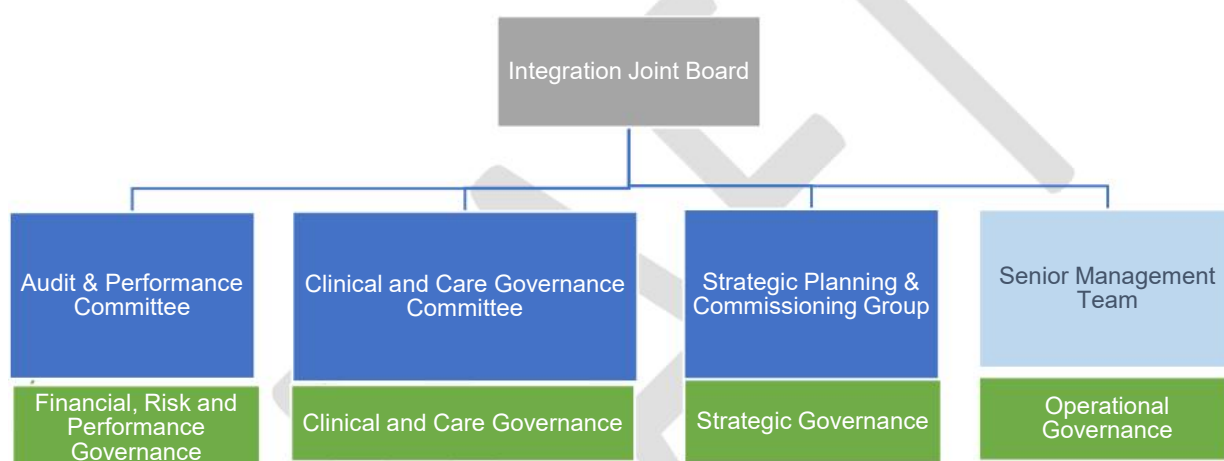 Integration Joint Board
Audit & Performance
Committee
Clinical and Care Governance
Committee
Strategic Planning &
Commissioning Group
Senior Management
Team
Financial, Risk and
Performance
Governance
Clinical and Care Governance
Strategic Governance
Operational
Governance